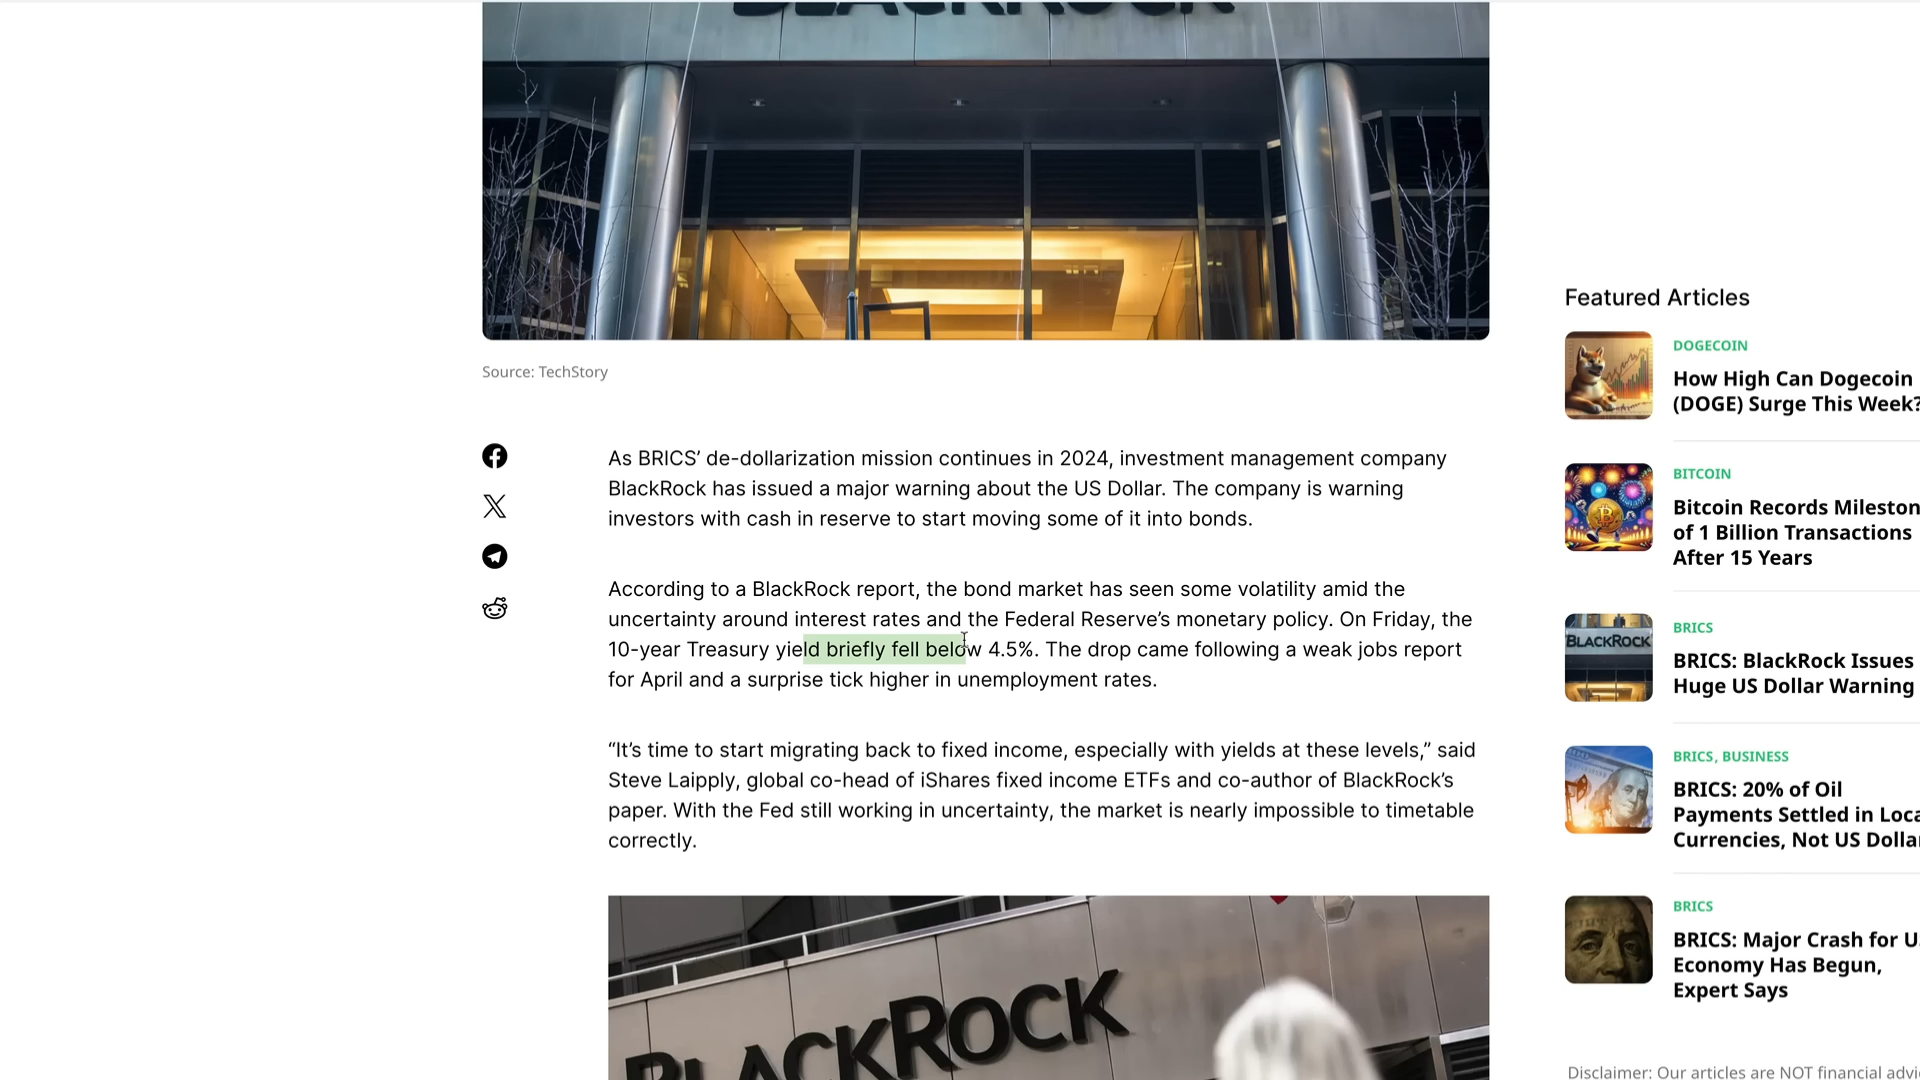 BLACKROCK
Source: TechStory
As BRICS’ de-dollarization mission continues in 2024, investment management company
BlackRock has issued a major warning about the US Dollar. The company is warning
investors with cash in reserve to start moving some of it into bonds.
According to a BlackRock report, the bond market has seen some volatility amid the
uncertainty around interest rates and the Federal Reserve’s monetary policy. On Friday, the
10-year Treasury yield briefly fell below 4.5%. The drop came following a weak jobs report
for April and a surprise tick higher in unemployment rates.
“It’s time to start migrating back to fixed income, especially with yields at these levels,” said
Steve Laipply, global co-head of iShares fixed income ETFs and co-author of BlackRock’s
paper. With the Fed still working in uncertainty, the market is nearly impossible to timetable
correctly.
BLACKROCK
Featured Articles
DOGECOIN
How High Can Dogecoin
(DOGE) Surge This Week?
BITCOIN
Bitcoin Records Mileston
of 1 Billion Transactions
After 15 Years
BLACKROCK
BRICS
BRICS: BlackRock Issues
Huge US Dollar Warning
BRICS, BUSINESS
BRICS: 20% of Oil
Payments Settled in Loca
Currencies, Not US Dolla
BRICS
BRICS: Major Crash for U
Economy Has Begun,
Expert Says
Disclaimer: Our articles are NOT financial advi